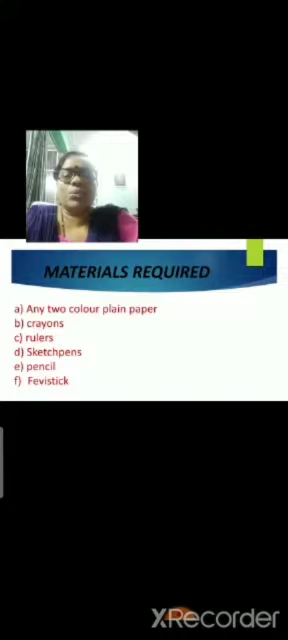 MATERIALS REQUIRED
a) Any two colour plain paper
b) crayons
c) rulers
d) Sketchpens
e) pencil
f) Fevistick
XRecorder